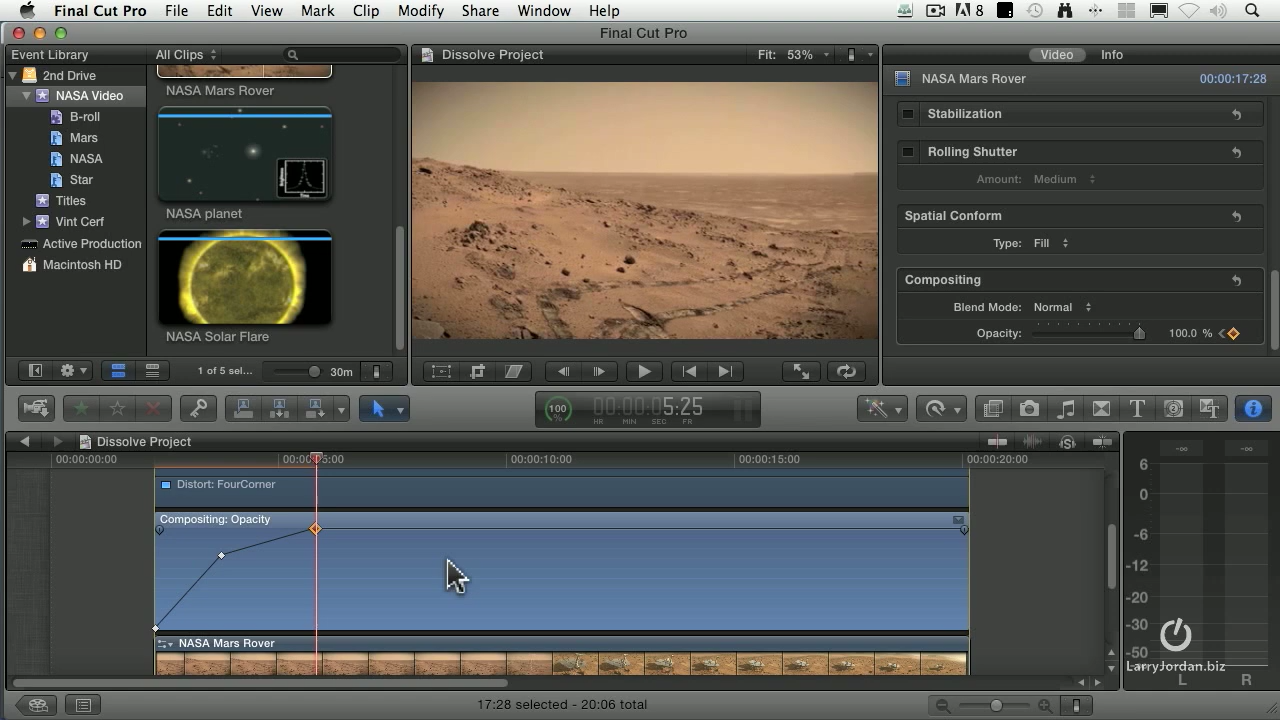 Final Cut Pro File Edit View Mark Clip Modify Share Window Help 8
Final Cut Pro
Event Library
All Clips
2nd Drive
NASA Video
B-roll
Mars
NASA
Star
Titles
Vint Cerf
Active Production
Macintosh HD
NASA Mars Rover
NASA planet
NASA Solar Flare
1 of 5 sel...
30m
Dissolve Project
Fit: 53%
Video Info
NASA Mars Rover 00:00:17:28
Stabilization
Rolling Shutter
Amount: Medium
Spatial Conform
Type: Fill
Compositing
Blend Mode: Normal
Opacity: 100.0 %
100
00:00:05:25
HR MIN SEC FR
Dissolve Project
00:00:00:00
00:00:10:00
00:00:15:00
00:00:20:00
Distort: FourCorner
Compositing: Opacity
NASA Mars Rover
-∞ -∞
6
0
-6
-12
-20
-30
-50
LarryJordan.biz
L R
17:28 selected - 20:06 total